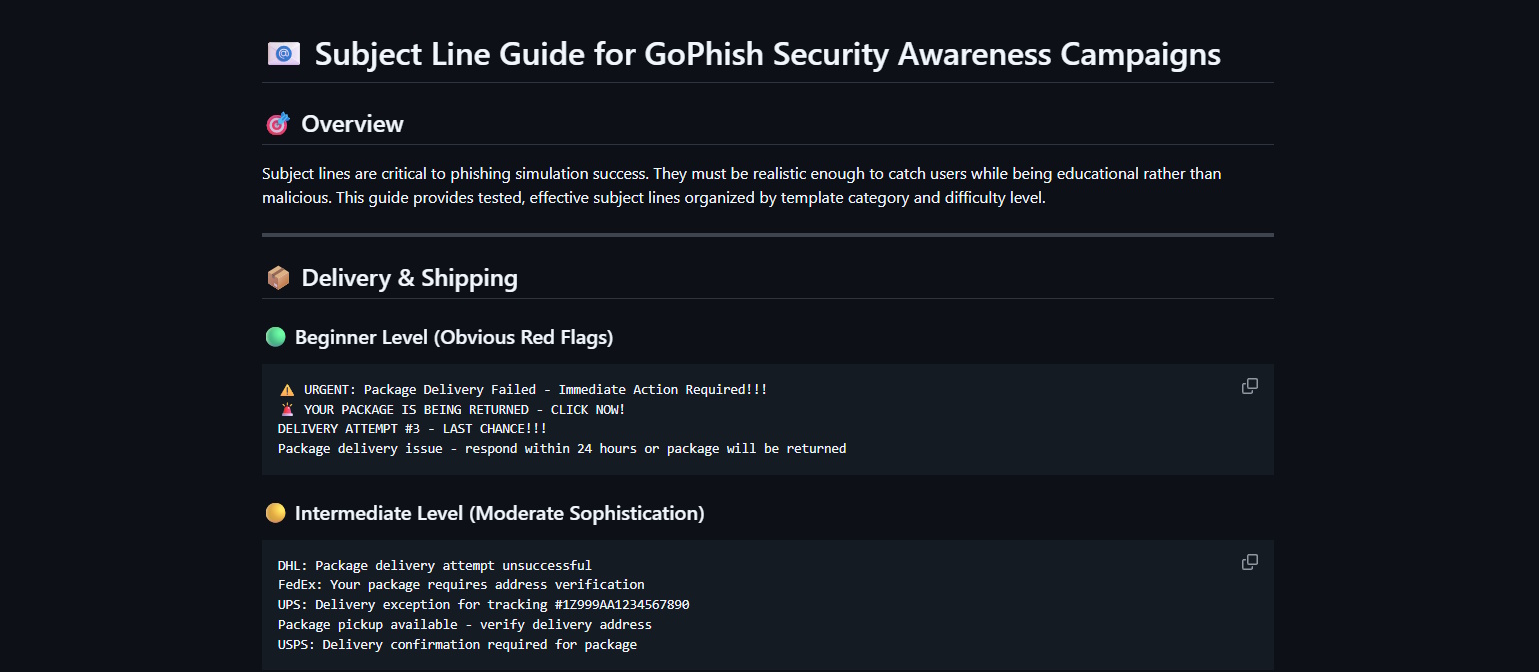 📧 Subject Line Guide for GoPhish Security Awareness Campaigns
🎯 Overview
Subject lines are critical to phishing simulation success. They must be realistic enough to catch users while being educational rather than
malicious. This guide provides tested, effective subject lines organized by template category and difficulty level.
📦 Delivery & Shipping
🟢 Beginner Level (Obvious Red Flags)
⚠️ URGENT: Package Delivery Failed - Immediate Action Required!!!
🚨 YOUR PACKAGE IS BEING RETURNED - CLICK NOW!
DELIVERY ATTEMPT #3 - LAST CHANCE!!!
Package delivery issue - respond within 24 hours or package will be returned
🟡 Intermediate Level (Moderate Sophistication)
DHL: Package delivery attempt unsuccessful
FedEx: Your package requires address verification
UPS: Delivery exception for tracking #1Z999AA1234567890
Package pickup available - verify delivery address
USPS: Delivery confirmation required for package